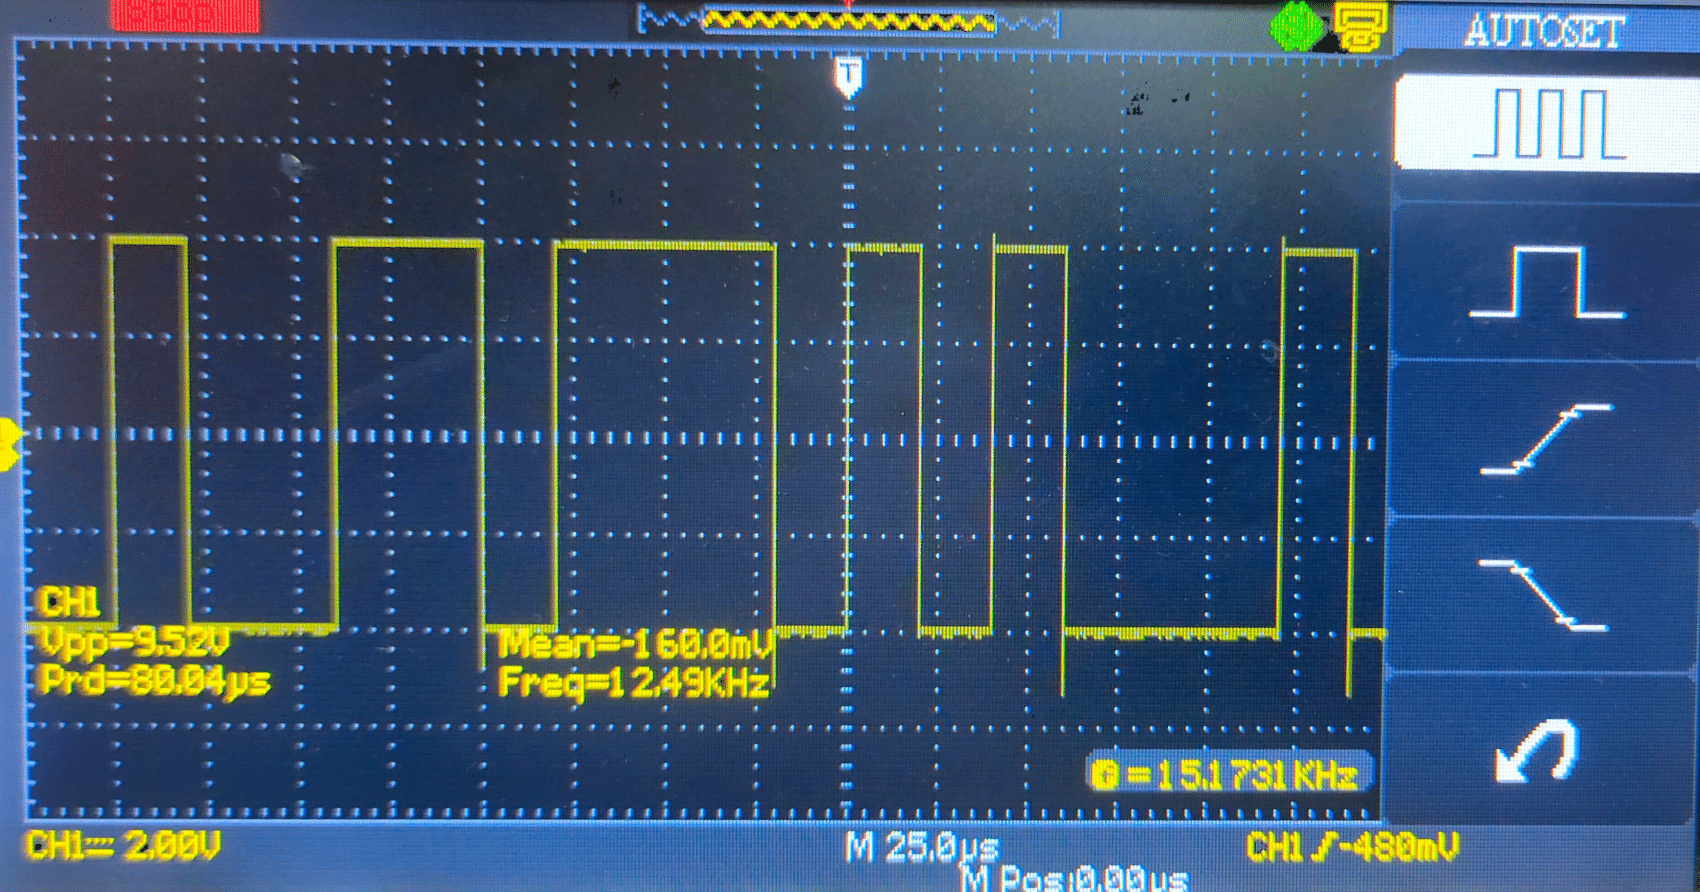 Stop
T
AUTOSET
CH1
Vpp=9.52V
Mean=-160.0mV
Prd=80.04µs
Freq=12.49KHz
=15.1731KHz
CH1 2.00V
M 25.0µs
CH1 -480mV
M Pos:0.00µs